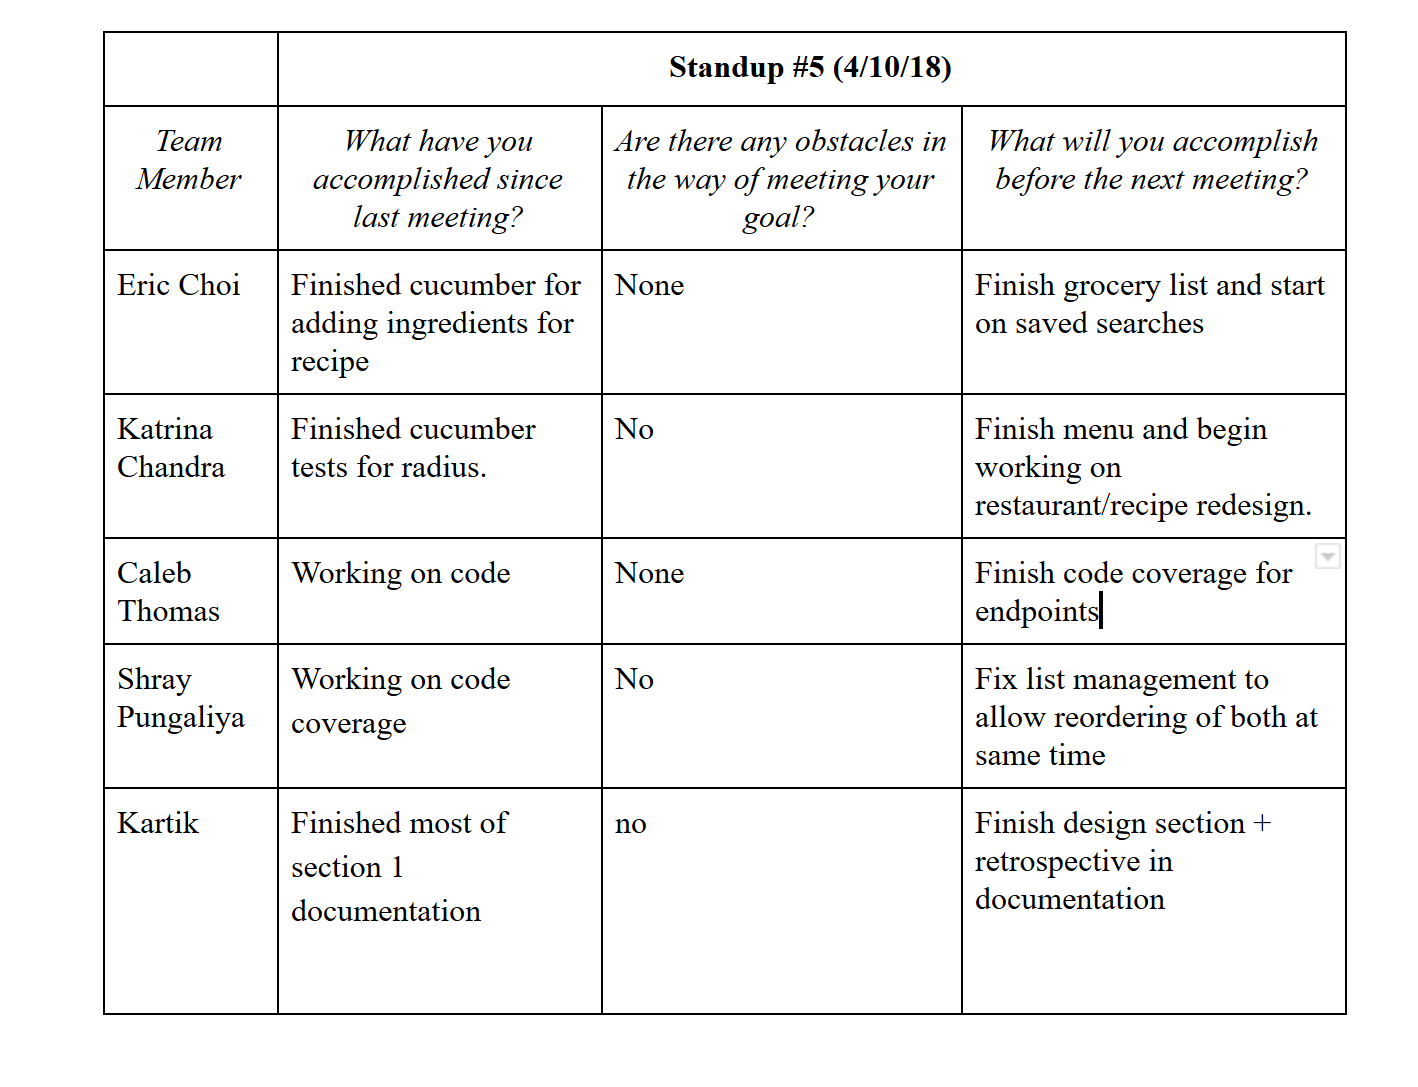 Standup #5 (4/10/18)
Team
Member
What have you
accomplished since
last meeting?
Are there any obstacles in
the way of meeting your
goal?
What will you accomplish
before the next meeting?
Eric Choi
Finished cucumber for
adding ingredients for
recipe
None
Finish grocery list and start
on saved searches
Katrina
Chandra
Finished cucumber
tests for radius.
No
Finish menu and begin
working on
restaurant/recipe redesign.
Caleb
Thomas
Working on code
None
Finish code coverage for
endpoints
Shray
Pungaliya
Working on code
coverage
No
Fix list management to
allow reordering of both at
same time
Kartik
Finished most of
section 1
documentation
no
Finish design section +
retrospective in
documentation